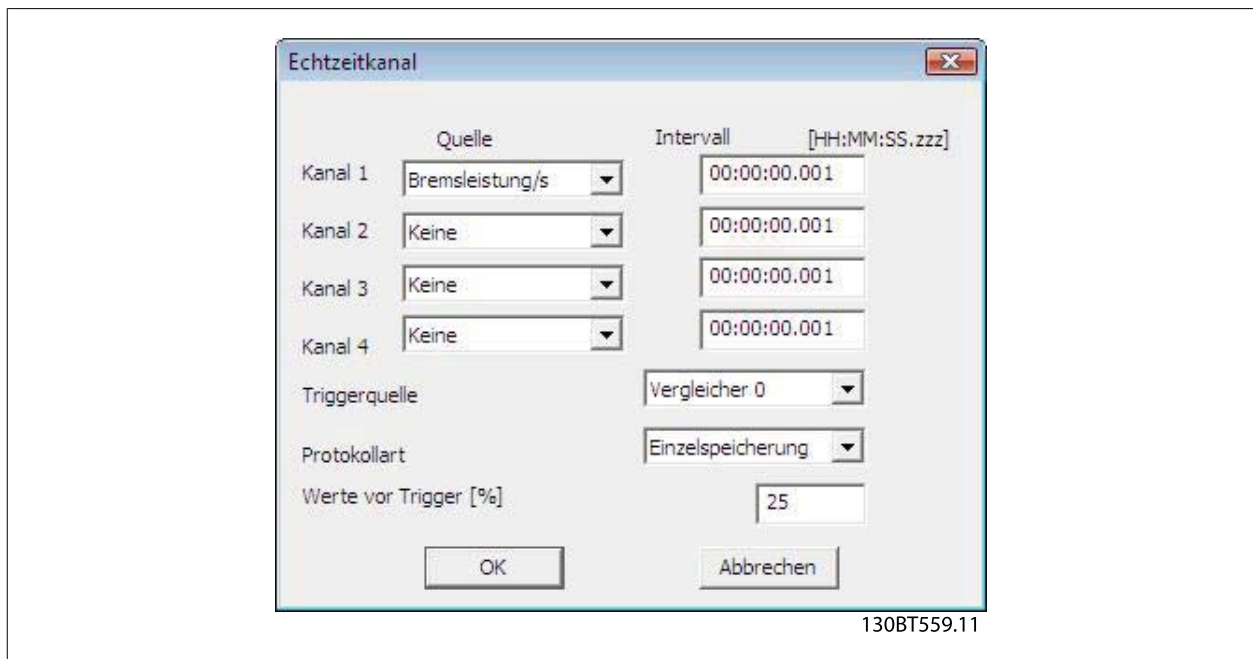 Echtzeitkanal
Quelle Intervall [HH:MM:SS.zzz]
Kanal 1 Bremsleistung/s 00:00:00.001
Kanal 2 Keine 00:00:00.001
Kanal 3 Keine 00:00:00.001
Kanal 4 Keine 00:00:00.001
Triggerquelle Vergleicher 0
Protokollart Einzelspeicherung
Werte vor Trigger [%] 25
OK Abbrechen
130BT559.11